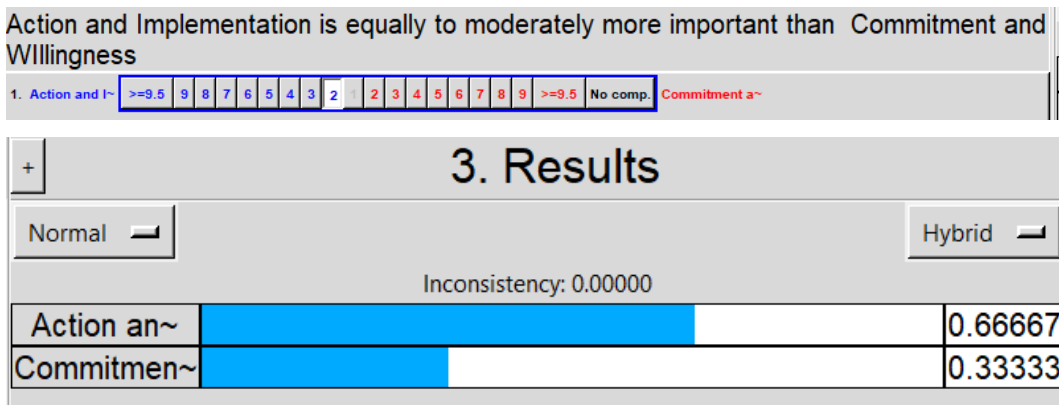 Action and Implementation is equally to moderately more important than Commitment and
WIllingness
1. Action and I~ >=9.5 9 8 7 6 5 4 3 2 1 2 3 4 5 6 7 8 9 >=9.5 No comp. Commitment a~
+ 3. Results
Normal Hybrid
Inconsistency: 0.00000
Action an~ 0.66667
Commitmen~ 0.33333